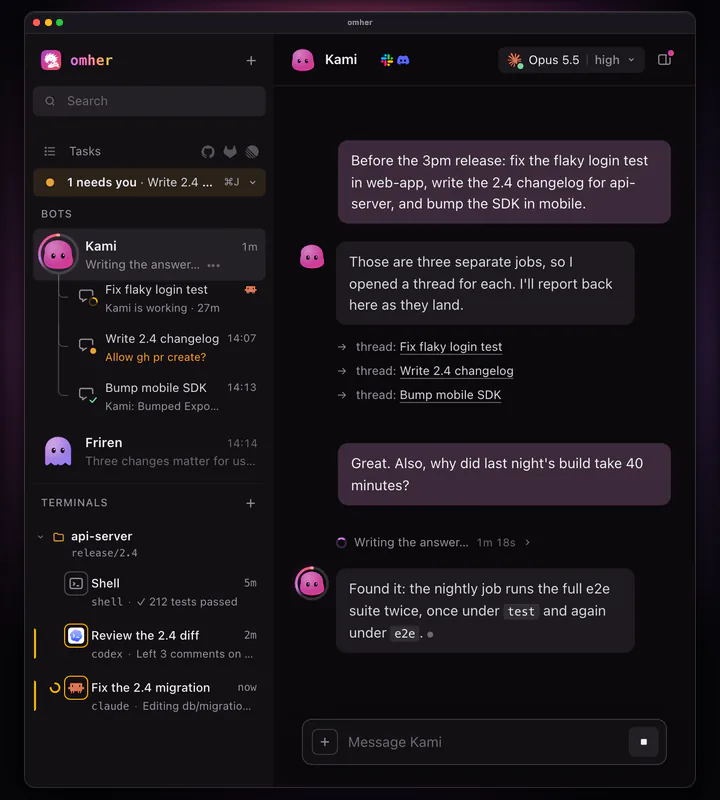 omher
omher
+
Search
Tasks
1 needs you · Write 2.4 ... ⌘J
BOTS
Kami 1m
Writing the answer...
Fix flaky login test
Kami is working · 27m
Write 2.4 changelog 14:07
Allow gh pr create?
Bump mobile SDK 14:13
Kami: Bumped Expo...
Friren 14:14
Three changes matter for us...
TERMINALS +
api-server
release/2.4
Shell 5m
shell · ✓ 212 tests passed
Review the 2.4 diff 2m
codex · Left 3 comments on ...
Fix the 2.4 migration now
claude · Editing db/migratio...
Kami
Opus 5.5 high
Before the 3pm release: fix the flaky login test
in web-app, write the 2.4 changelog for api-
server, and bump the SDK in mobile.
Those are three separate jobs, so I
opened a thread for each. I'll report back
here as they land.
→ thread: Fix flaky login test
→ thread: Write 2.4 changelog
→ thread: Bump mobile SDK
Great. Also, why did last night's build take 40
minutes?
Writing the answer... 1m 18s
Found it: the nightly job runs the full e2e
suite twice, once under test and again
under e2e.
+ Message Kami